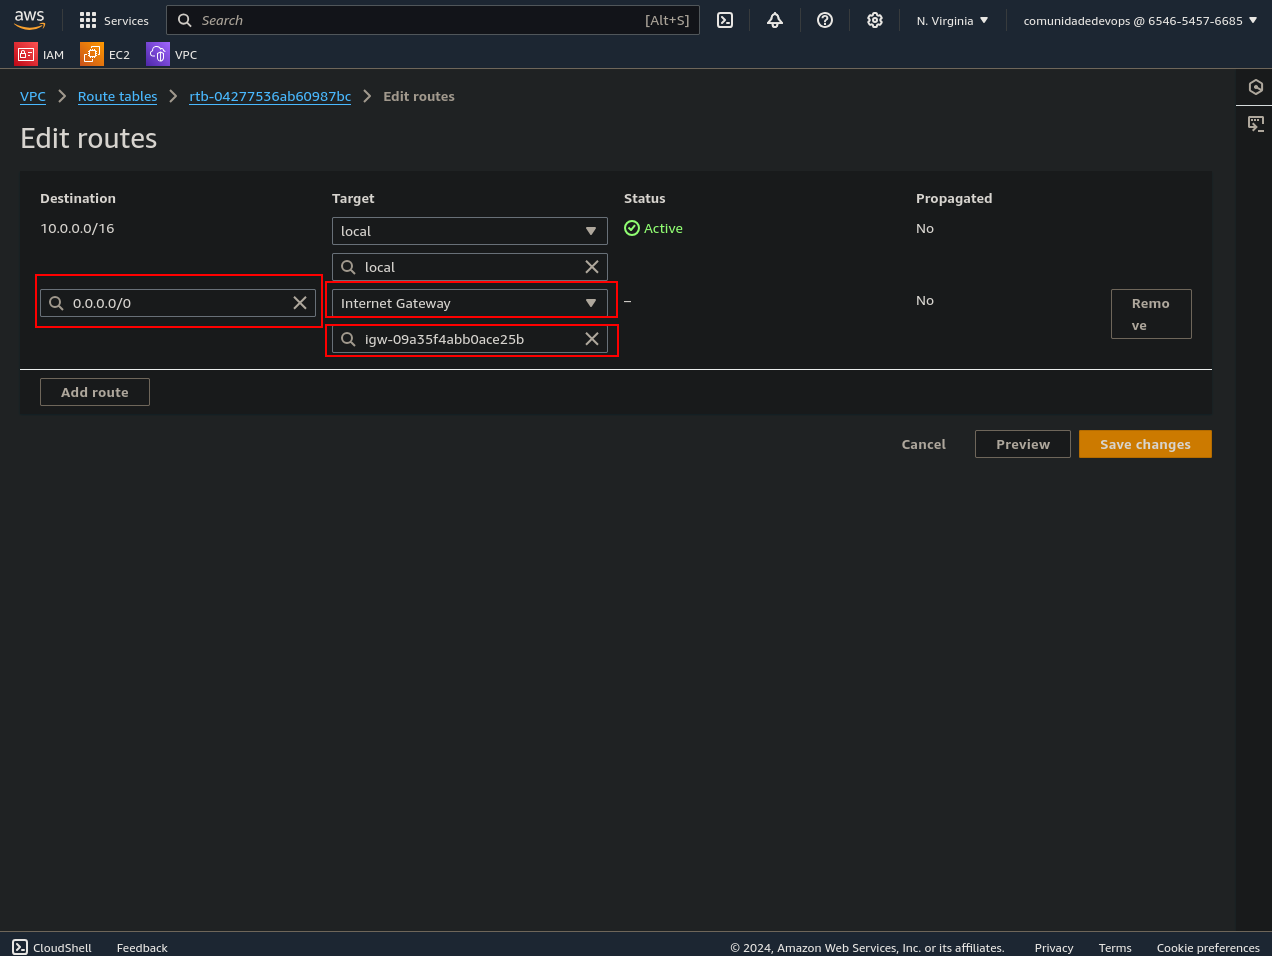 aws Services Search [Alt+S] N. Virginia comunidadedevops @ 6546-5457-6685
IAM EC2 VPC
VPC Route tables rtb-04277536ab60987bc Edit routes
Edit routes
Destination Target Status Propagated
10.0.0.0/16 local Active No
local
0.0.0.0/0 Internet Gateway – No Remo
ve
igw-09a35f4abb0ace25b
Add route
Cancel Preview Save changes
CloudShell Feedback © 2024, Amazon Web Services, Inc. or its affiliates. Privacy Terms Cookie preferences